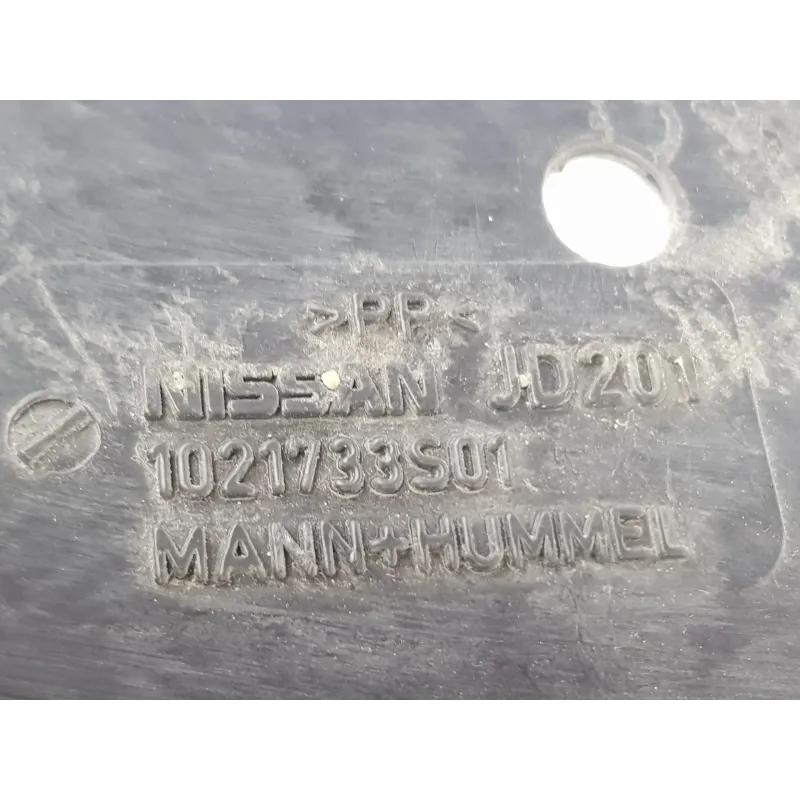 >PP<
NISSAN JD201
1021733S01
MANN+HUMMEL